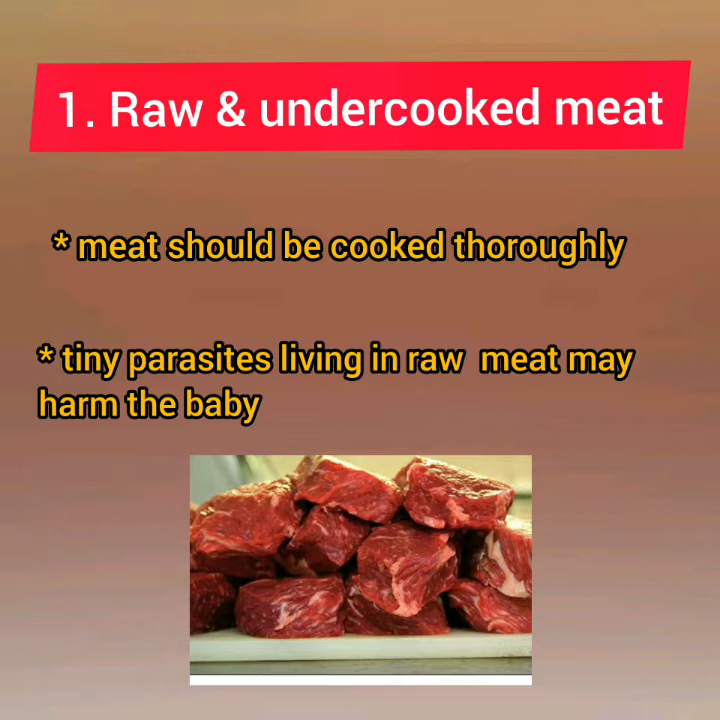 1. Raw & undercooked meat
* meat should be cooked thoroughly
* tiny parasites living in raw meat may
harm the baby